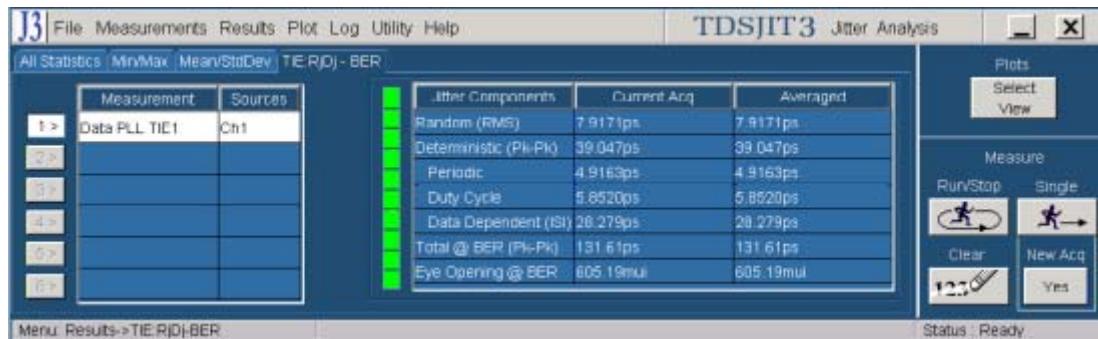 J3 File Measurements Results Plot Log Utility Help TDSJIT3 Jitter Analysis
All Statistics Min/Max Mean/StdDev TIE:RjDj - BER
Measurement Sources
1 > Data PLL TIE1 Ch1
2 >
3 >
4 >
5 >
6 >
Jitter Components Current Acq Averaged
Random (RMS) 7.9171ps 7.9171ps
Deterministic (Pk-Pk) 39.047ps 39.047ps
Periodic 4.9163ps 4.9163ps
Duty Cycle 5.8520ps 5.8520ps
Data Dependent (ISI) 28.279ps 28.279ps
Total @ BER (Pk-Pk) 131.61ps 131.61ps
Eye Opening @ BER 605.19mui 605.19mui
Plots
Select
View
Measure
Run/Stop Single
Clear New Acq
123 Yes
Menu: Results->TIE:RjDj-BER Status : Ready